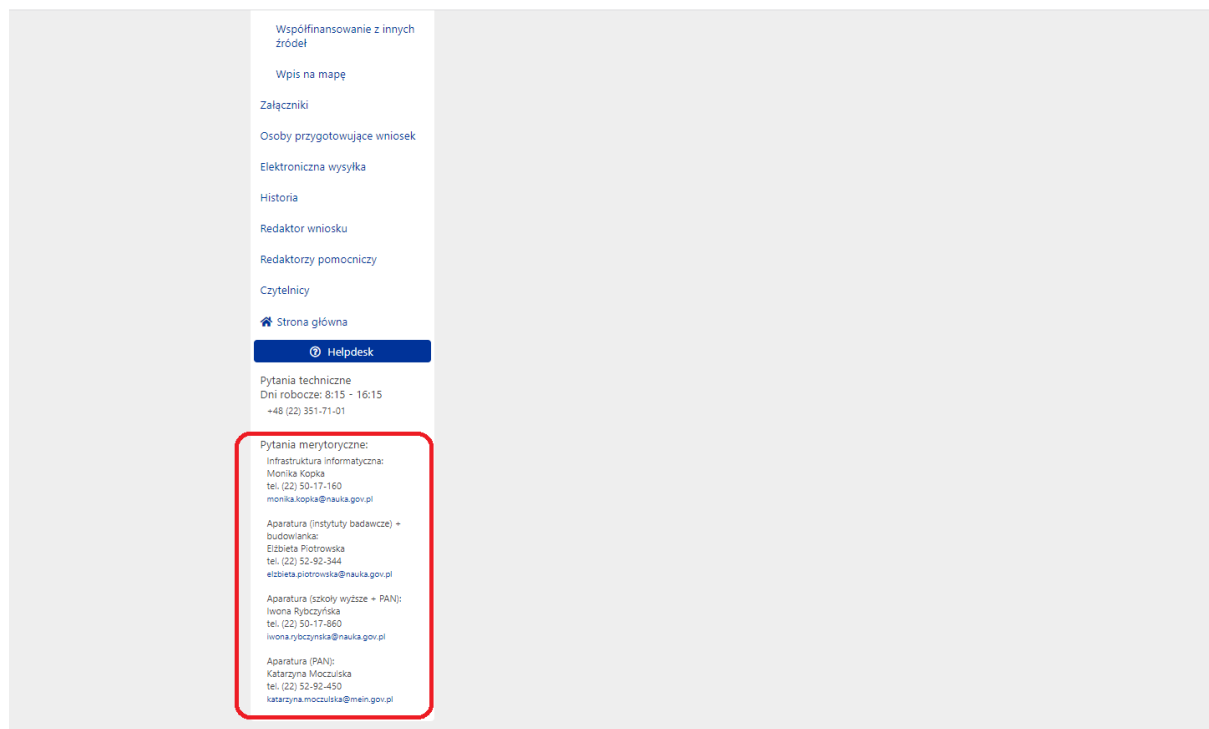 Współfinansowanie z innych
źródeł
Wpis na mapę
Załączniki
Osoby przygotowujące wniosek
Elektroniczna wysyłka
Historia
Redaktor wniosku
Redaktorzy pomocniczy
Czytelnicy
Strona główna
Helpdesk
Pytania techniczne
Dni robocze: 8:15 - 16:15
+48 (22) 351-71-01
Pytania merytoryczne:
Infrastruktura informatyczna:
Monika Kopka
tel. (22) 50-17-160
monika.kopka@nauka.gov.pl
Aparatura (instytuty badawcze) +
budowlanka:
Elżbieta Piotrowska
tel. (22) 52-92-344
elzbieta.piotrowska@nauka.gov.pl
Aparatura (szkoły wyższe + PAN):
Iwona Rybczyńska
tel. (22) 50-17-860
iwona.rybczynska@nauka.gov.pl
Aparatura (PAN):
Katarzyna Moczulska
tel. (22) 52-92-450
katarzyna.moczulska@mein.gov.pl